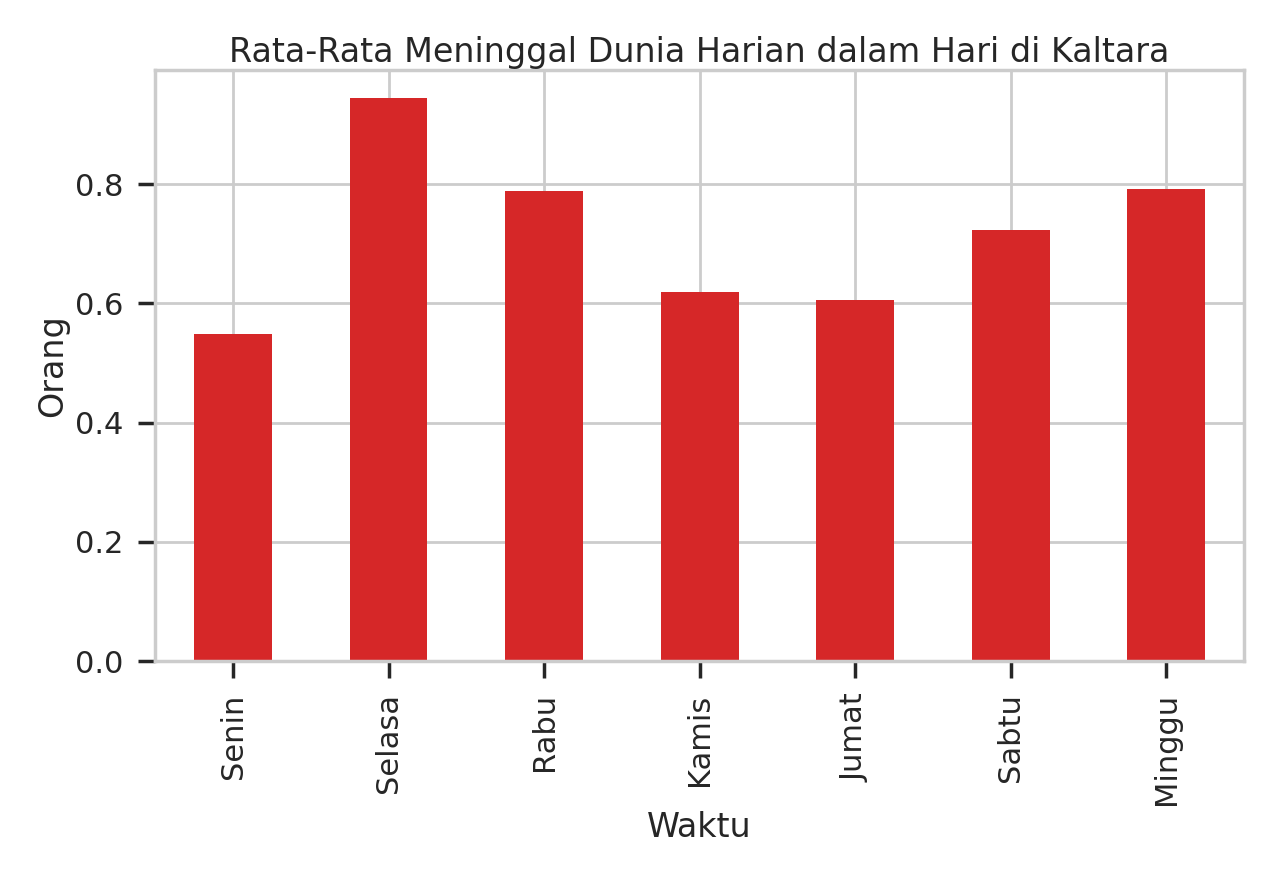 Rata-Rata Meninggal Dunia Harian dalam Hari di Kaltara
Orang
0.8
0.6
0.4
0.2
0.0
Senin
Selasa
Rabu
Kamis
Jumat
Sabtu
Minggu
Waktu